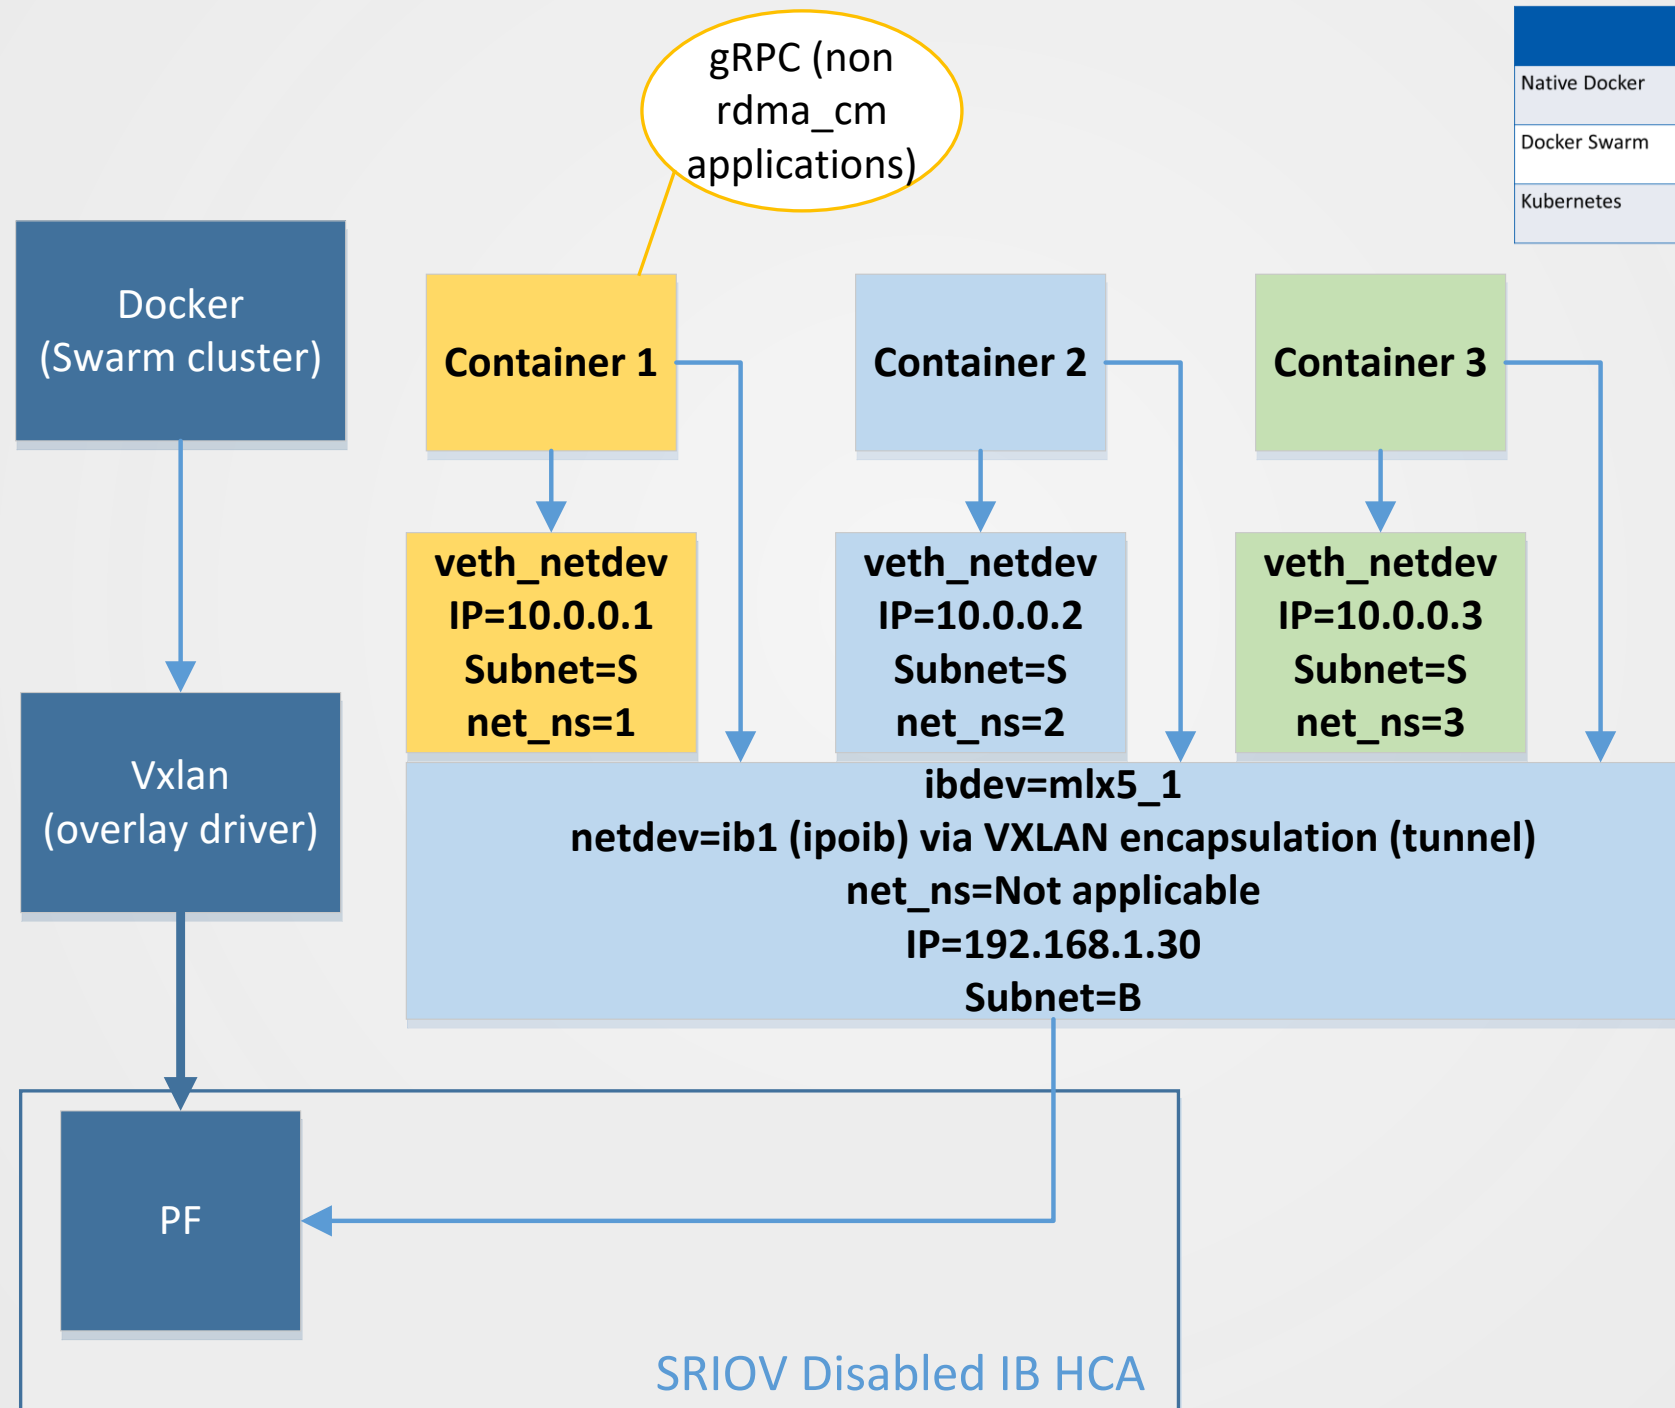 gRPC (non
rdma_cm
applications)
Native Docker
Docker Swarm
Kubernetes
Docker
(Swarm cluster)
Container 1
Container 2
Container 3
veth_netdev
IP=10.0.0.1
Subnet=S
net_ns=1
veth_netdev
IP=10.0.0.2
Subnet=S
net_ns=2
veth_netdev
IP=10.0.0.3
Subnet=S
net_ns=3
Vxlan
(overlay driver)
ibdev=mlx5_1
netdev=ib1 (ipoib) via VXLAN encapsulation (tunnel)
net_ns=Not applicable
IP=192.168.1.30
Subnet=B
PF
SRIOV Disabled IB HCA